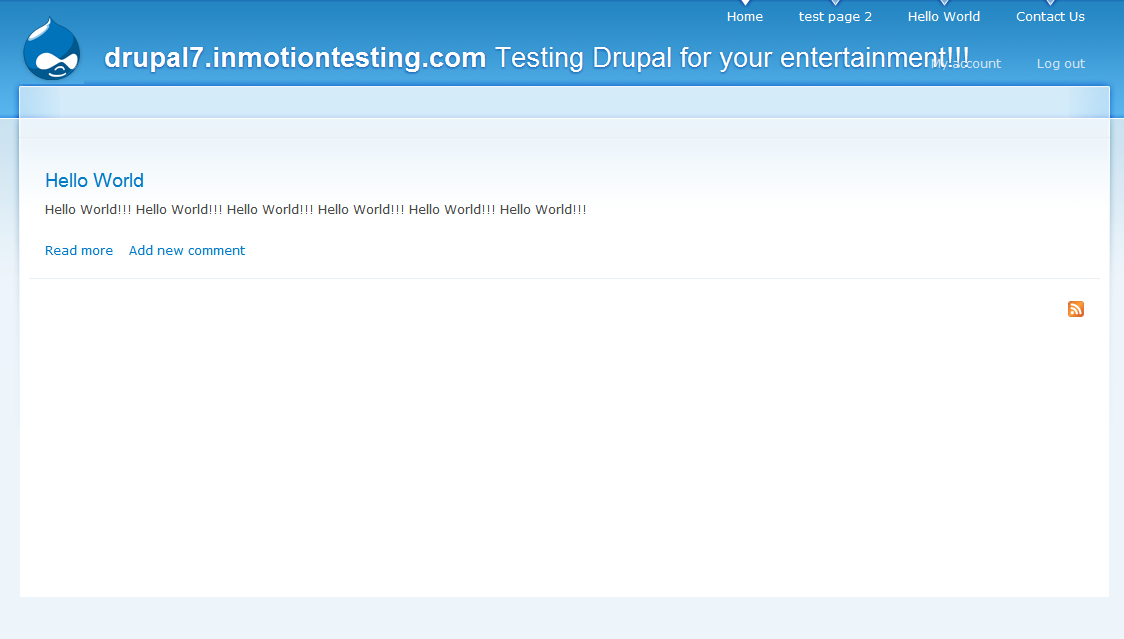 Home test page 2 Hello World Contact Us
drupal7.inmotiontesting.com Testing Drupal for your entertainment!!!
My account Log out
Hello World
Hello World!!! Hello World!!! Hello World!!! Hello World!!! Hello World!!! Hello World!!!
Read more Add new comment